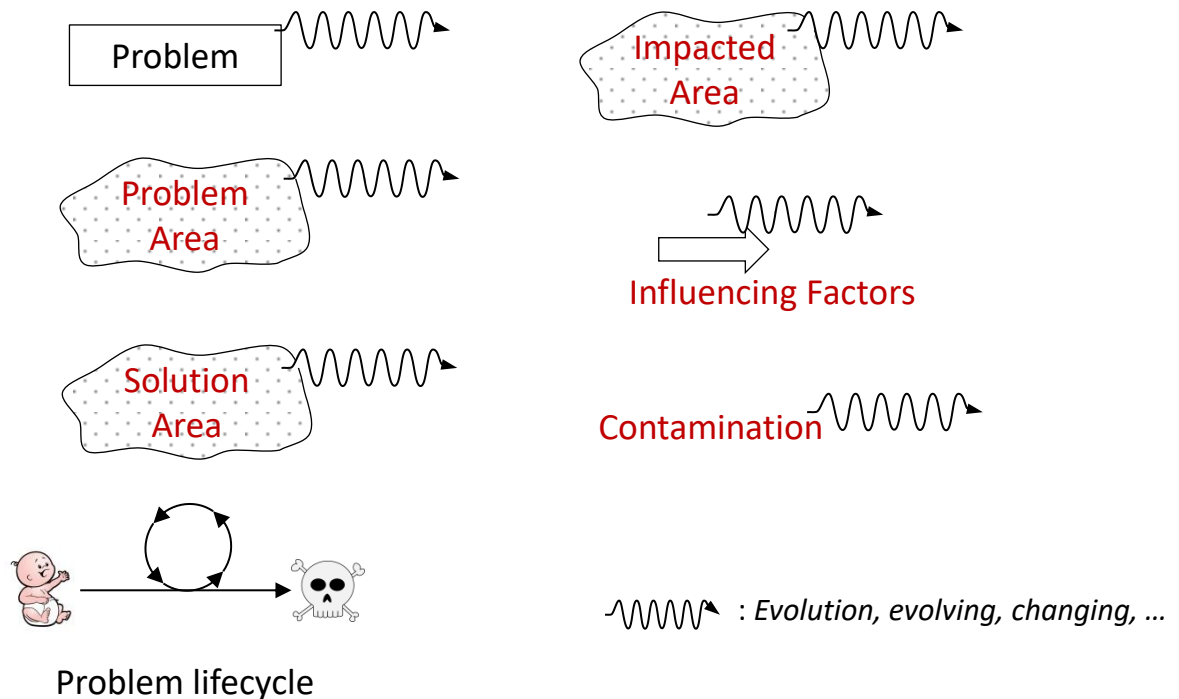 Problem
Impacted
Area
Problem
Area
Influencing Factors
Solution
Area
Contamination
: Evolution, evolving, changing, ...
Problem lifecycle